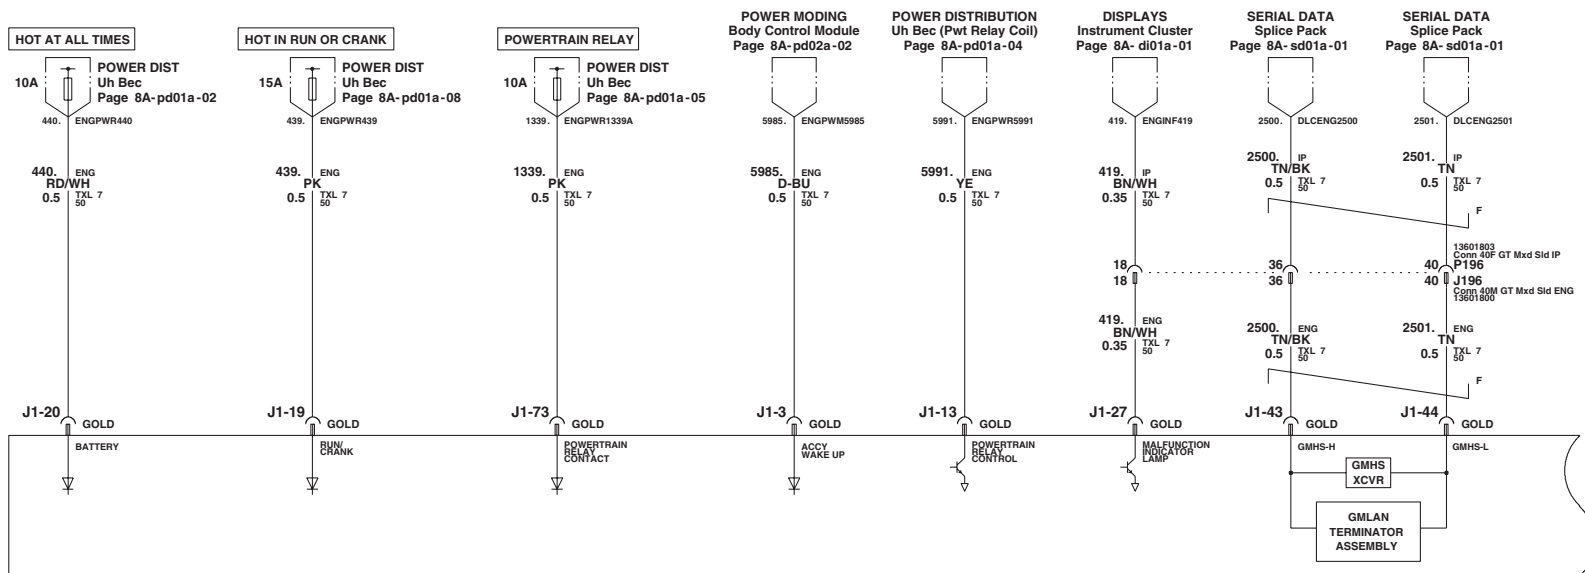 HOT AT ALL TIMES
10A
POWER DIST
Uh Bec
Page 8A-pd01a-02
440. ENGPWR440
440. ENG
RD/WH
0.5 TXL 7
50
J1-20
GOLD
BATTERY
HOT IN RUN OR CRANK
15A
POWER DIST
Uh Bec
Page 8A-pd01a-08
439. ENGPWR439
439. ENG
PK
0.5 TXL 7
50
J1-19
GOLD
RUN/
CRANK
POWERTRAIN RELAY
10A
POWER DIST
Uh Bec
Page 8A-pd01a-05
1339. ENGPWR1339A
1339. ENG
PK
0.5 TXL 7
50
J1-73
GOLD
POWERTRAIN
RELAY
CONTACT
POWER MODING
Body Control Module
Page 8A-pd02a-02
5985. ENGPWM5985
5985. ENG
D-BU
0.5 TXL 7
50
J1-3
GOLD
ACCY
WAKE UP
POWER DISTRIBUTION
Uh Bec (Pwt Relay Coil)
Page 8A-pd01a-04
5991. ENGPWR5991
5991. ENG
YE
0.5 TXL 7
50
J1-13
GOLD
POWERTRAIN
RELAY
CONTROL
DISPLAYS
Instrument Cluster
Page 8A- di01a-01
419. ENGINF419
419. IP
BN/WH
0.35 TXL 7
50
18
18
419. ENG
BN/WH
0.35 TXL 7
50
J1-27
GOLD
MALFUNCTION
INDICATOR
LAMP
SERIAL DATA
Splice Pack
Page 8A- sd01a-01
2500. DLCENG2500
2500. IP
TN/BK
0.5 TXL 7
50
36
36
2500. ENG
TN/BK
0.5 TXL 7
50
J1-43
GOLD
GMHS-H
SERIAL DATA
Splice Pack
Page 8A- sd01a-01
2501. DLCENG2501
2501. IP
TN
0.5 TXL 7
50
F
13601803
Conn 40F GT Mxd Sld IP
40 P196
40 J196
Conn 40M GT Mxd Sld ENG
13601800
2501. ENG
TN
0.5 TXL 7
50
F
J1-44
GOLD
GMHS-L
GMHS
XCVR
GMLAN
TERMINATOR
ASSEMBLY